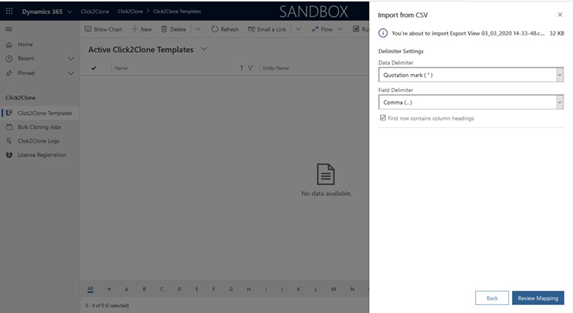 Dynamics 365
Click2Clone
Click2Clone > Click2Clone Templates
SANDBOX
Home
Recent
Pinned
Click2Clone
Click2Clone Templates
Bulk Cloning Jobs
Click2Clone Logs
License Registration
Show Chart
New
Delete
Refresh
Email a Link
Flow
Active Click2Clone Templates
Name
Entity Name
No data available.
All # A B C D E F G H I J K L M N
0 - 0 of 0 (0 selected)
Import from CSV
You're about to import Export View 03_03_2020 14-33-48.c... 32 KB
Delimiter Settings
Data Delimiter
Quotation mark ( " )
Field Delimiter
Comma ( , )
First row contains column headings
Back
Review Mapping